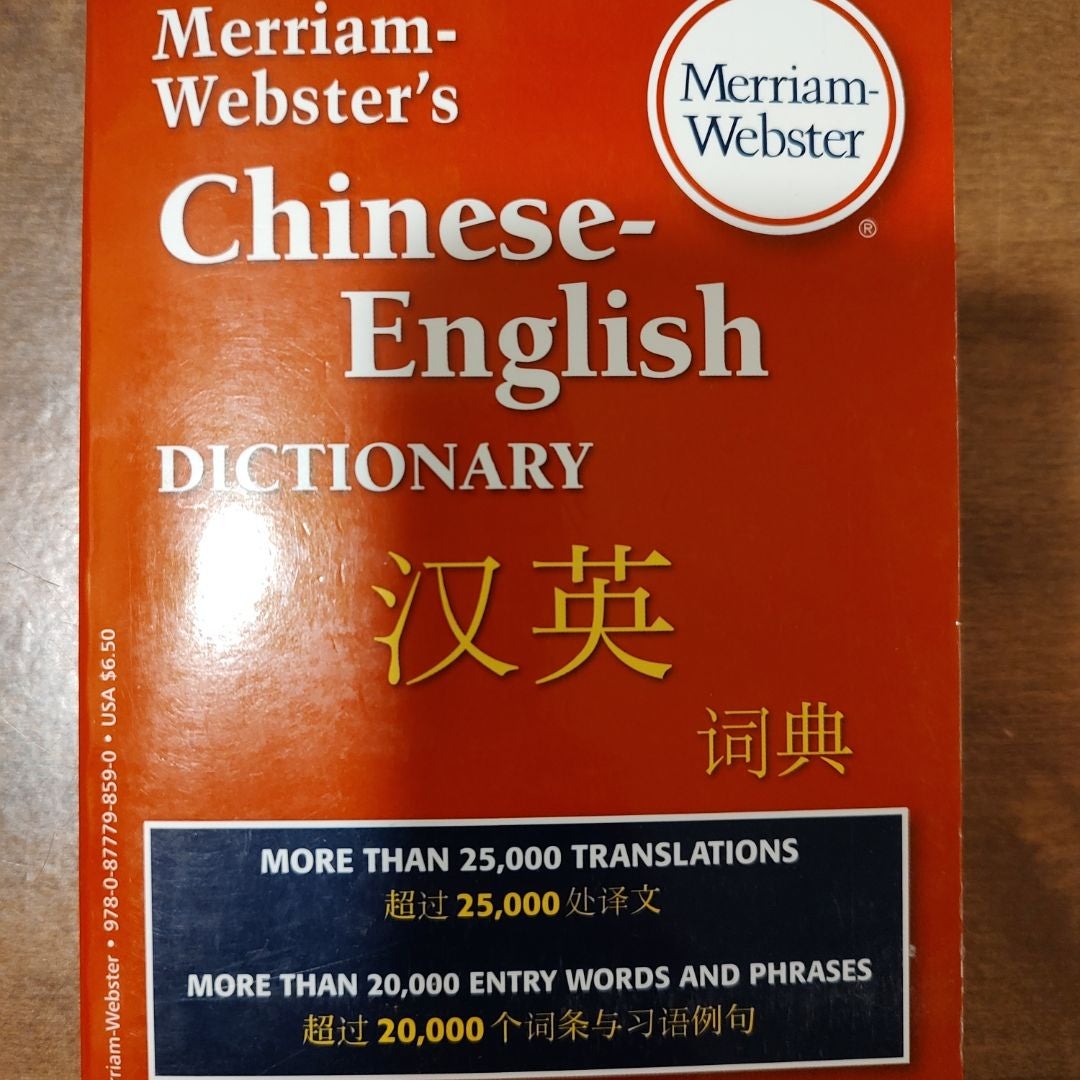 Merriam-
Webster's
Merriam-
Webster
®
Chinese-
English
DICTIONARY
汉英
词典
MORE THAN 25,000 TRANSLATIONS
超过 25,000 处译文
MORE THAN 20,000 ENTRY WORDS AND PHRASES
超过 20,000 个词条与习语例句
rriam-Webster • 978-0-87779-859-0 • USA $6.50